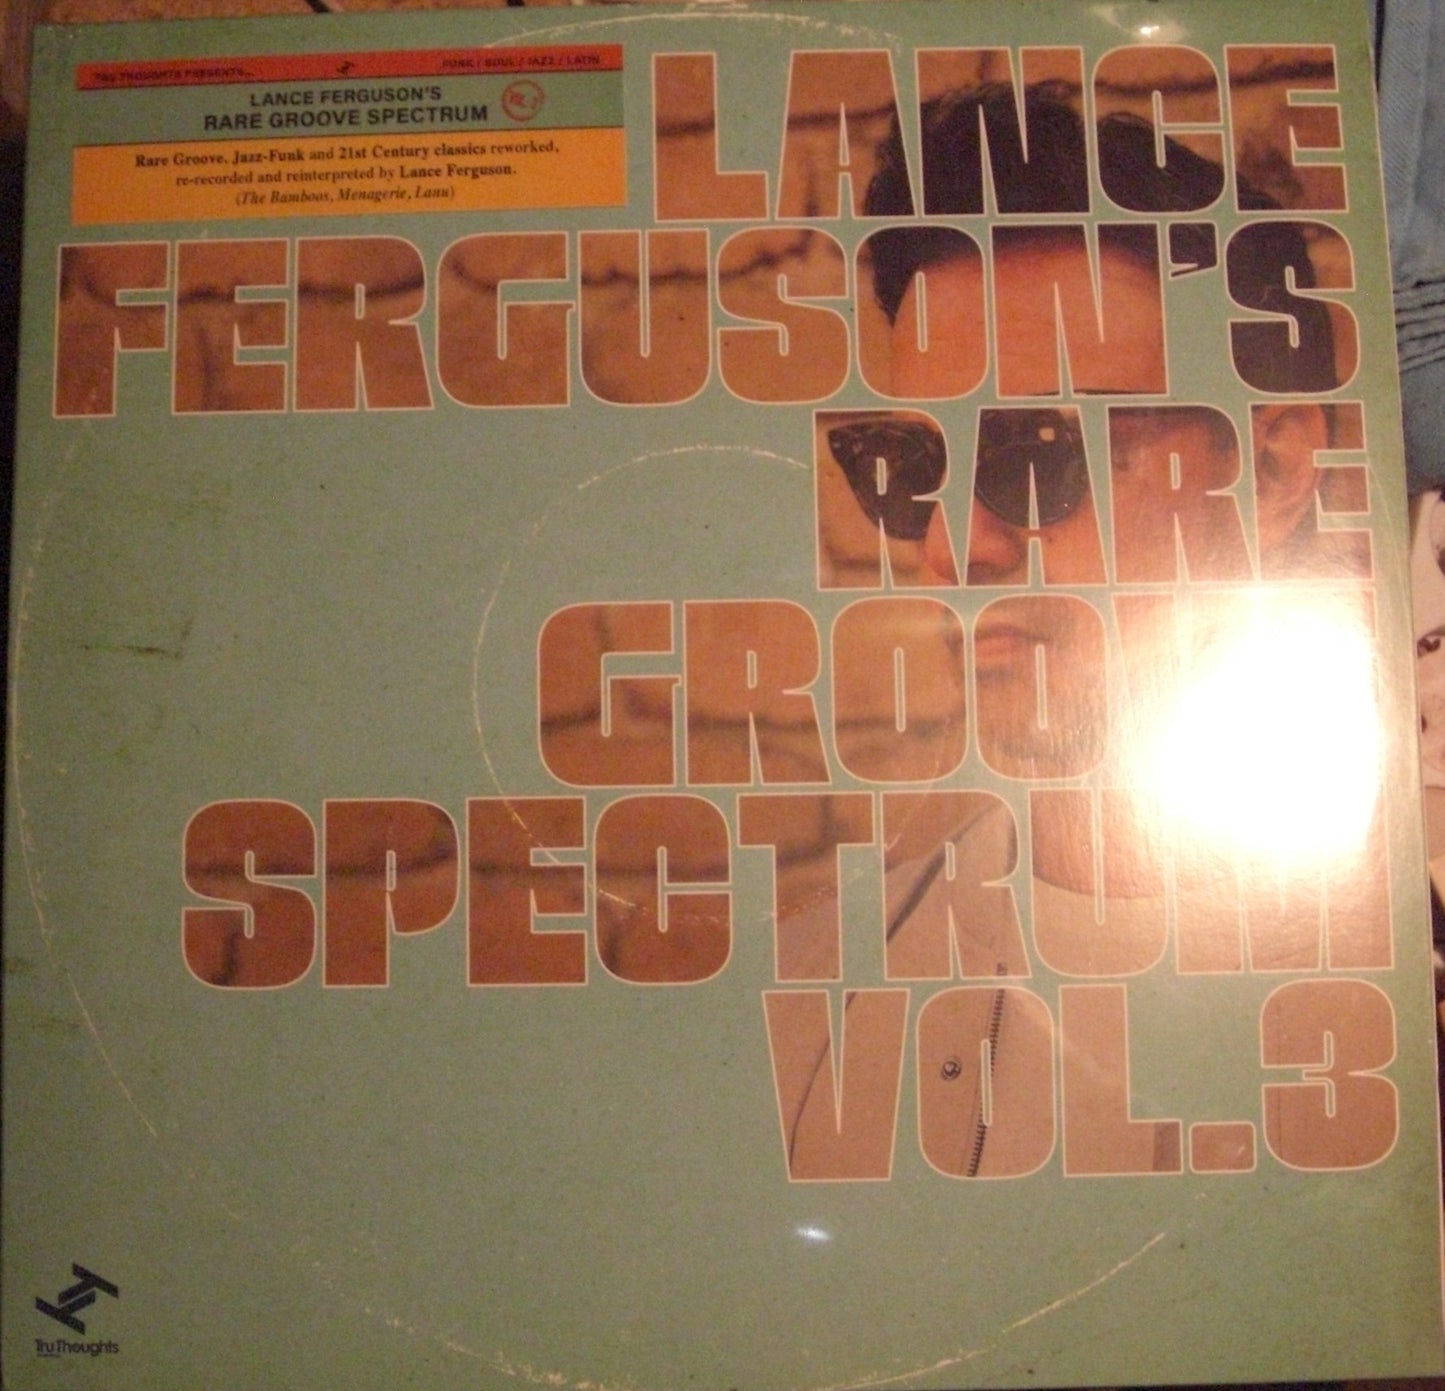 TRU THOUGHTS PRESENTS...
FUNK / SOUL / JAZZ / LATIN
LANCE FERGUSON'S
RARE GROOVE SPECTRUM
Rare Groove, Jazz-Funk and 21st Century classics reworked,
re-recorded and reinterpreted by Lance Ferguson.
(The Bamboos, Menagerie, Lanu)
LANCE
FERGUSON'S
RARE
GROOVE
SPECTRUM
VOL.3
TruThoughts